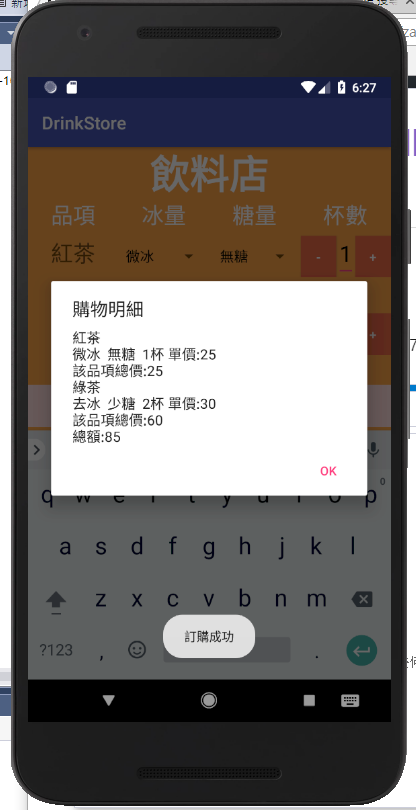 6:27
DrinkStore
飲料店
品項 冰量 糖量 杯數
紅茶 微冰 無糖 - 1 +
+
購物明細
紅茶
微冰 無糖 1杯 單價:25
該品項總價:25
綠茶
去冰 少糖 2杯 單價:30
該品項總價:60
總額:85
OK
q w e r t y u i o p 0
a s d f g h j k l
z x c v b n m
?123 , .
訂購成功